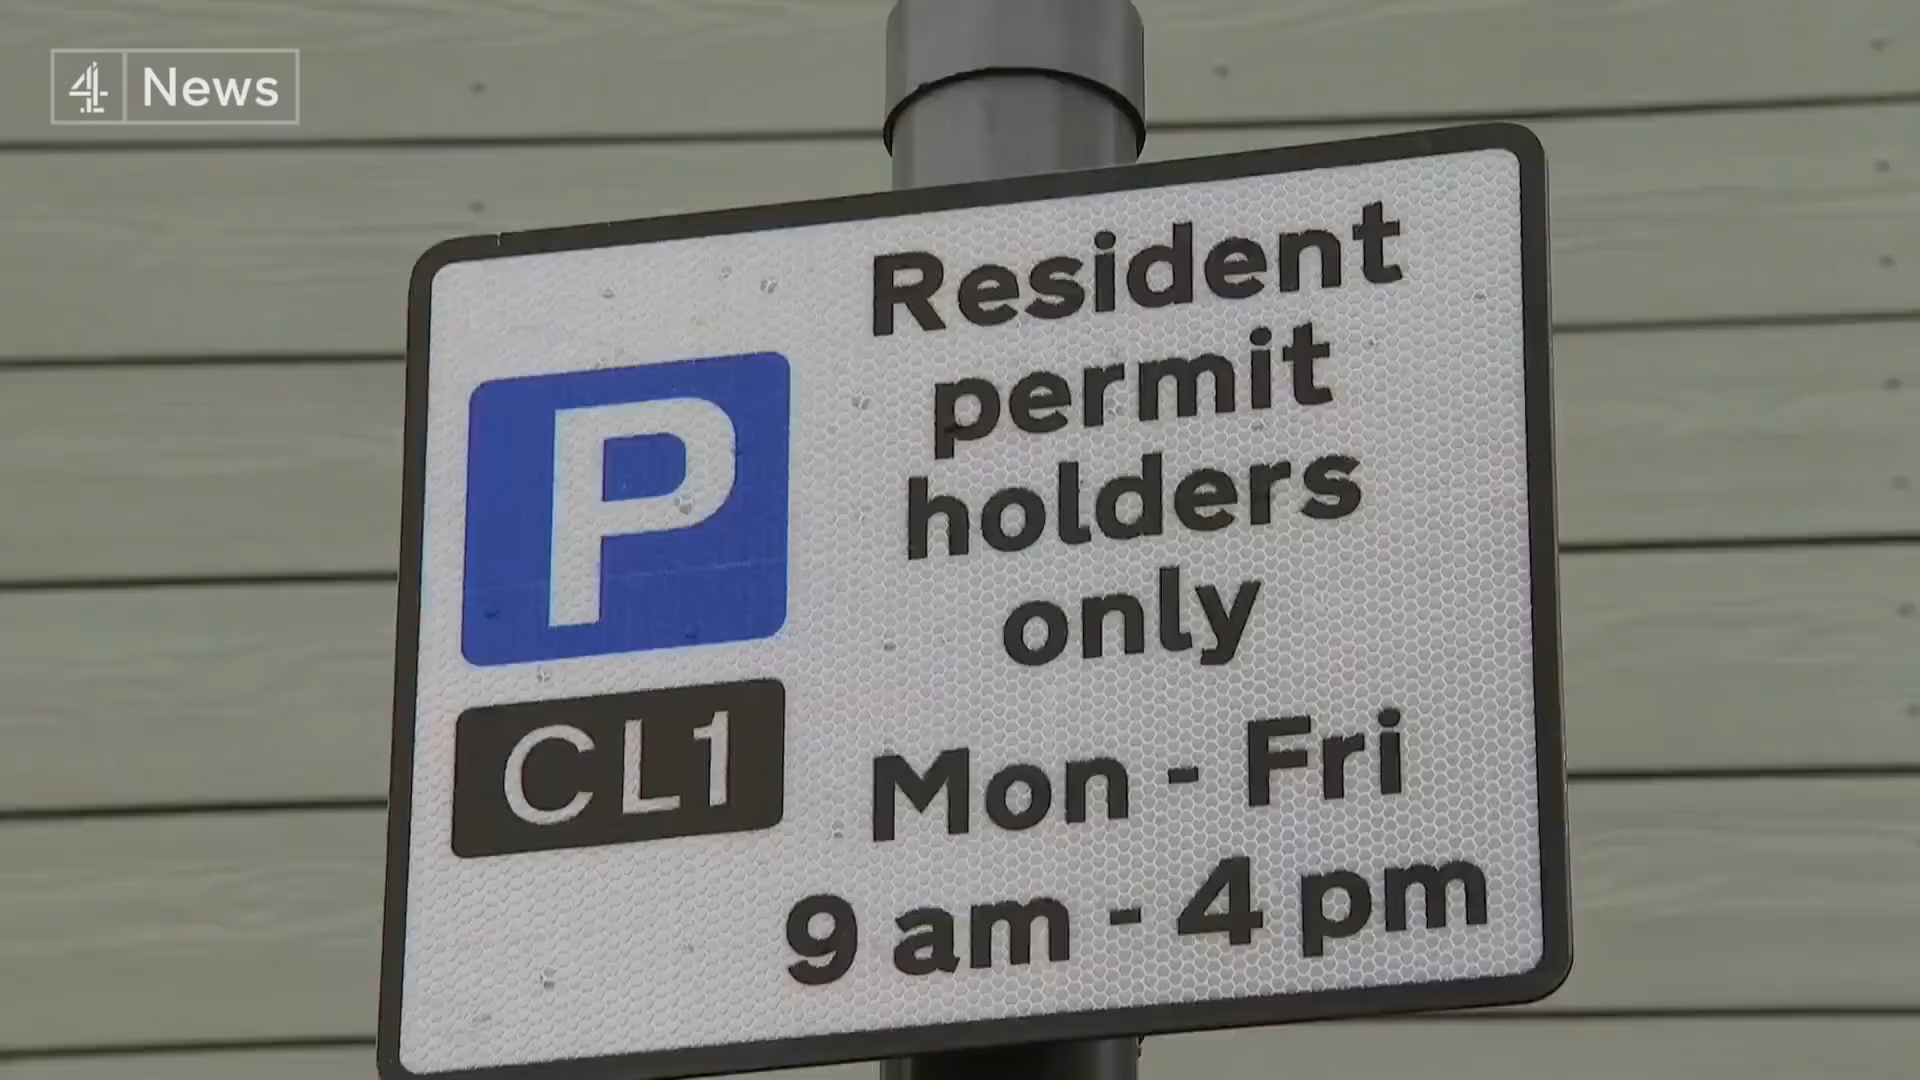 4 News
Resident
permit
holders
only
P
CL1
Mon - Fri
9 am - 4 pm